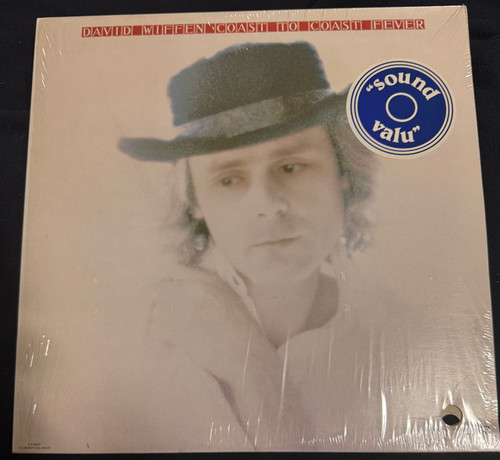 DAVID WIFFEN "COAST TO COAST FEVER
"sound
valu"